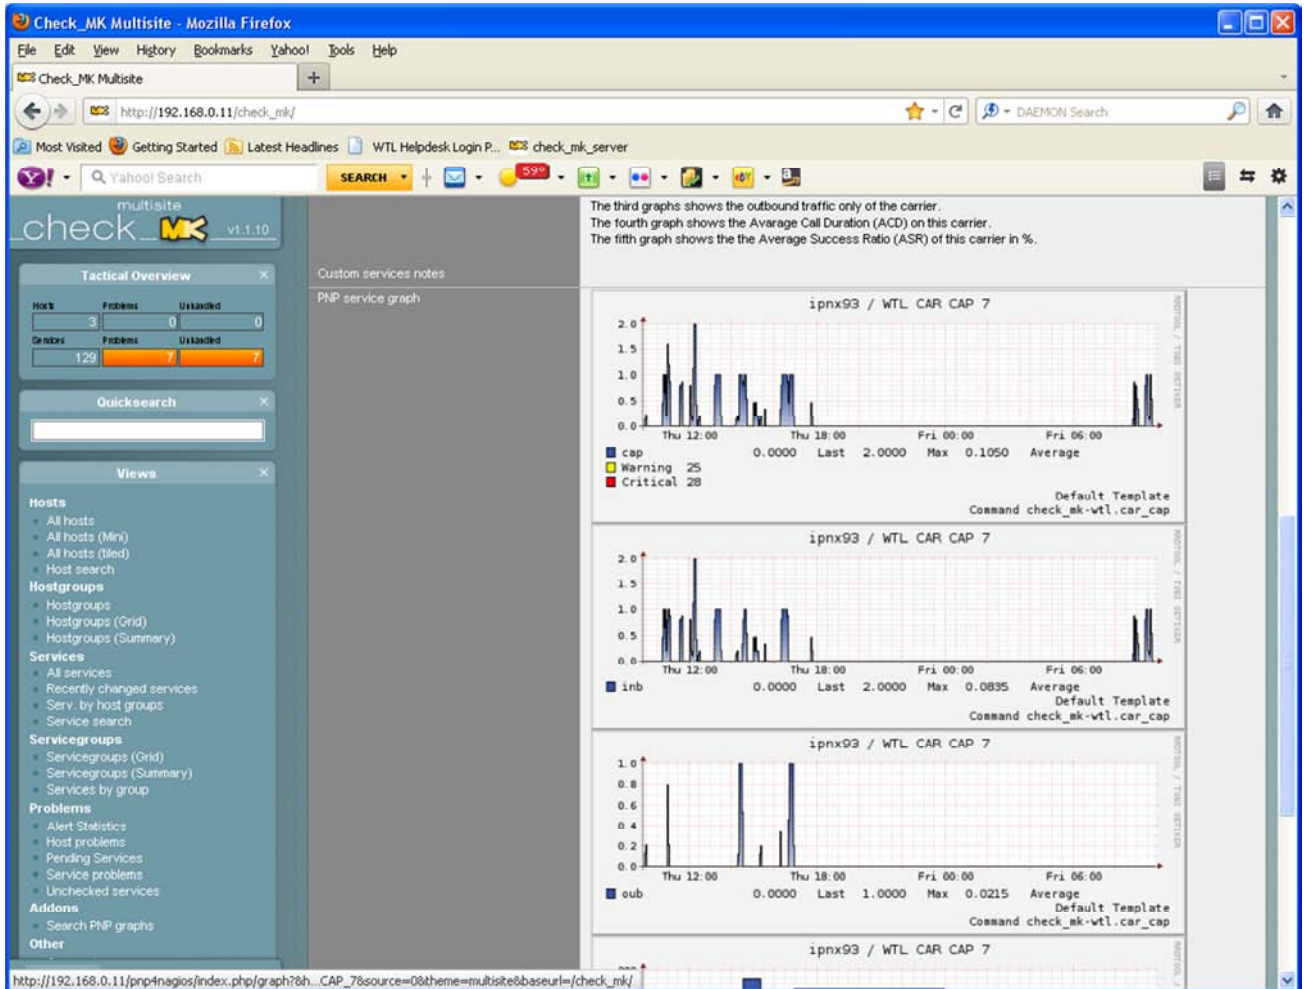 Check_MK Multisite - Mozilla Firefox
File Edit View History Bookmarks Yahoo! Tools Help
Check_MK Multisite
http://192.168.0.11/check_mk/
DAEMON Search
Most Visited Getting Started Latest Headlines WTL Helpdesk Login P... check_mk_server
Y! Yahoo! Search SEARCH 59°
multisite
check_MK v1.1.10
Tactical Overview
Hosts Problems Unhandled
3 0 0
Services Problems Unhandled
129 7 7
Quicksearch
Views
Hosts
All hosts
All hosts (Mini)
All hosts (tiled)
Host search
Hostgroups
Hostgroups
Hostgroups (Grid)
Hostgroups (Summary)
Services
All services
Recently changed services
Serv. by host groups
Service search
Servicegroups
Servicegroups (Grid)
Servicegroups (Summary)
Services by group
Problems
Alert Statistics
Host problems
Pending Services
Service problems
Unchecked services
Addons
Search PNP graphs
Other
The third graphs shows the outbound traffic only of the carrier.
The fourth graph shows the Avarage Call Duration (ACD) on this carrier.
The fifth graph shows the the Average Success Ratio (ASR) of this carrier in %.
Custom services notes
PNP service graph
ipnx93 / WTL CAR CAP 7
RRDTOOL / TOBI OETIKER
2.0
1.5
1.0
0.5
0.0
Thu 12:00 Thu 18:00 Fri 00:00 Fri 06:00
cap 0.0000 Last 2.0000 Max 0.1050 Average
Warning 25
Critical 28
Default Template
Command check_mk-wtl.car_cap
ipnx93 / WTL CAR CAP 7
RRDTOOL / TOBI OETIKER
2.0
1.5
1.0
0.5
0.0
Thu 12:00 Thu 18:00 Fri 00:00 Fri 06:00
inb 0.0000 Last 2.0000 Max 0.0835 Average
Default Template
Command check_mk-wtl.car_cap
ipnx93 / WTL CAR CAP 7
RRDTOOL / TOBI OETIKER
1.0
0.8
0.6
0.4
0.2
0.0
Thu 12:00 Thu 18:00 Fri 00:00 Fri 06:00
oub 0.0000 Last 1.0000 Max 0.0215 Average
Default Template
Command check_mk-wtl.car_cap
ipnx93 / WTL CAR CAP 7
http://192.168.0.11/pnp4nagios/index.php/graph?&h...CAP_7&source=0&theme=multisite&baseurl=/check_mk/